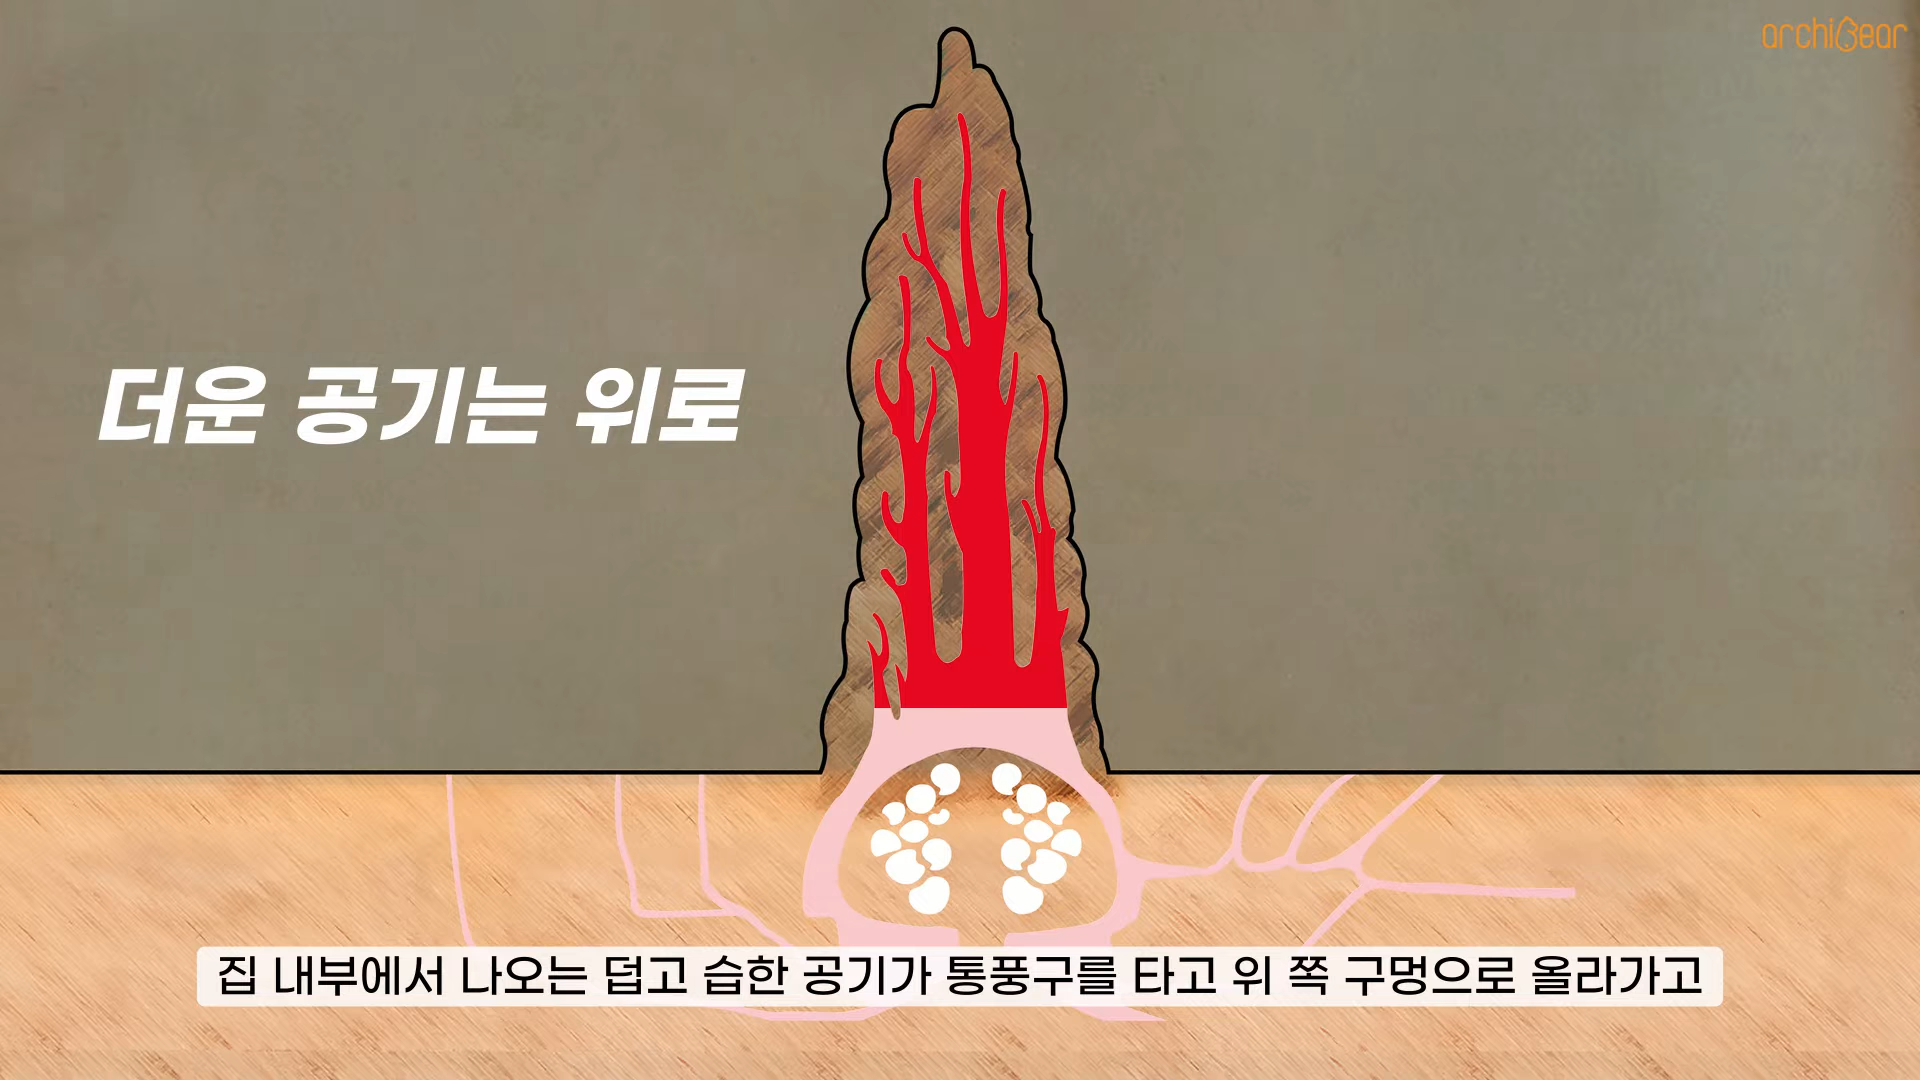 archiBear
더운 공기는 위로
집 내부에서 나오는 덥고 습한 공기가 통풍구를 타고 위 쪽 구멍으로 올라가고